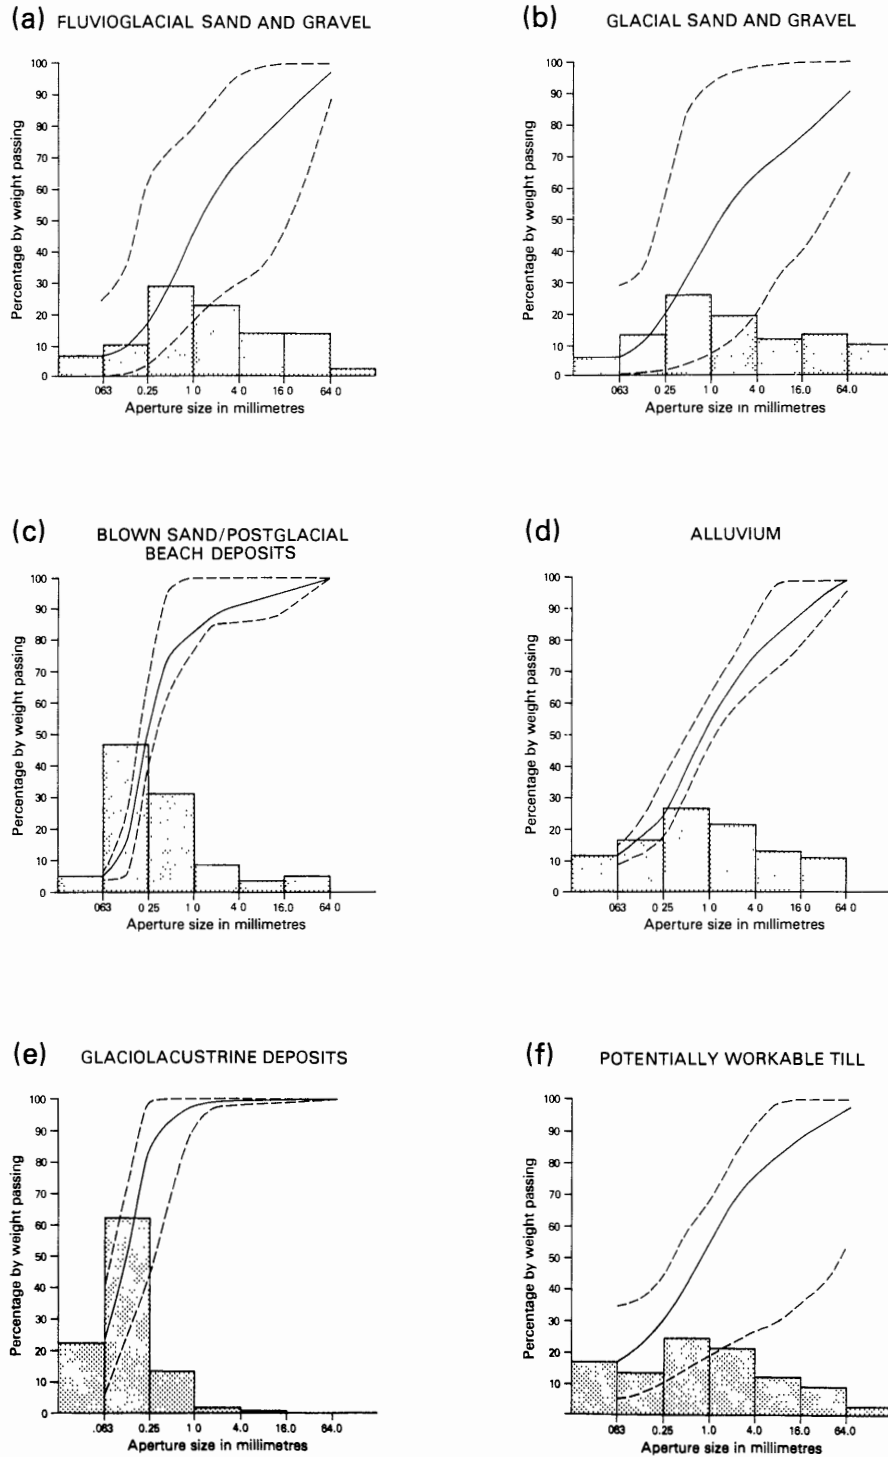 (a) FLUVIOGLACIAL SAND AND GRAVEL
100
90
80
70
60
50
40
30
20
10
0
Percentage by weight passing
063 0.25 1 0 4 0 16 0 64 0
Aperture size in millimetres
(b) GLACIAL SAND AND GRAVEL
100
90
80
70
60
50
40
30
20
10
0
Percentage by weight passing
063 0 25 1 0 4 0 16.0 64.0
Aperture size in millimetres
(c) BLOWN SAND/POSTGLACIAL
BEACH DEPOSITS
100
90
80
70
60
50
40
30
20
10
0
Percentage by weight passing
063 0 25 1 0 4 0 16.0 64 0
Aperture size in millimetres
(d) ALLUVIUM
100
90
80
70
60
50
40
30
20
10
0
Percentage by weight passing
063 0 25 1 0 4 0 16 0 64 0
Aperture size in millimetres
(e) GLACIOLACUSTRINE DEPOSITS
100
90
80
70
60
50
40
30
20
10
0
Percentage by weight passing
.063 0.25 1.0 4.0 16.0 64.0
Aperture size in millimetres
(f) POTENTIALLY WORKABLE TILL
100
90
80
70
60
50
40
30
20
10
Percentage by weight passing
063 0.25 1.0 4.0 16.0 64.0
Aperture size in millimetres